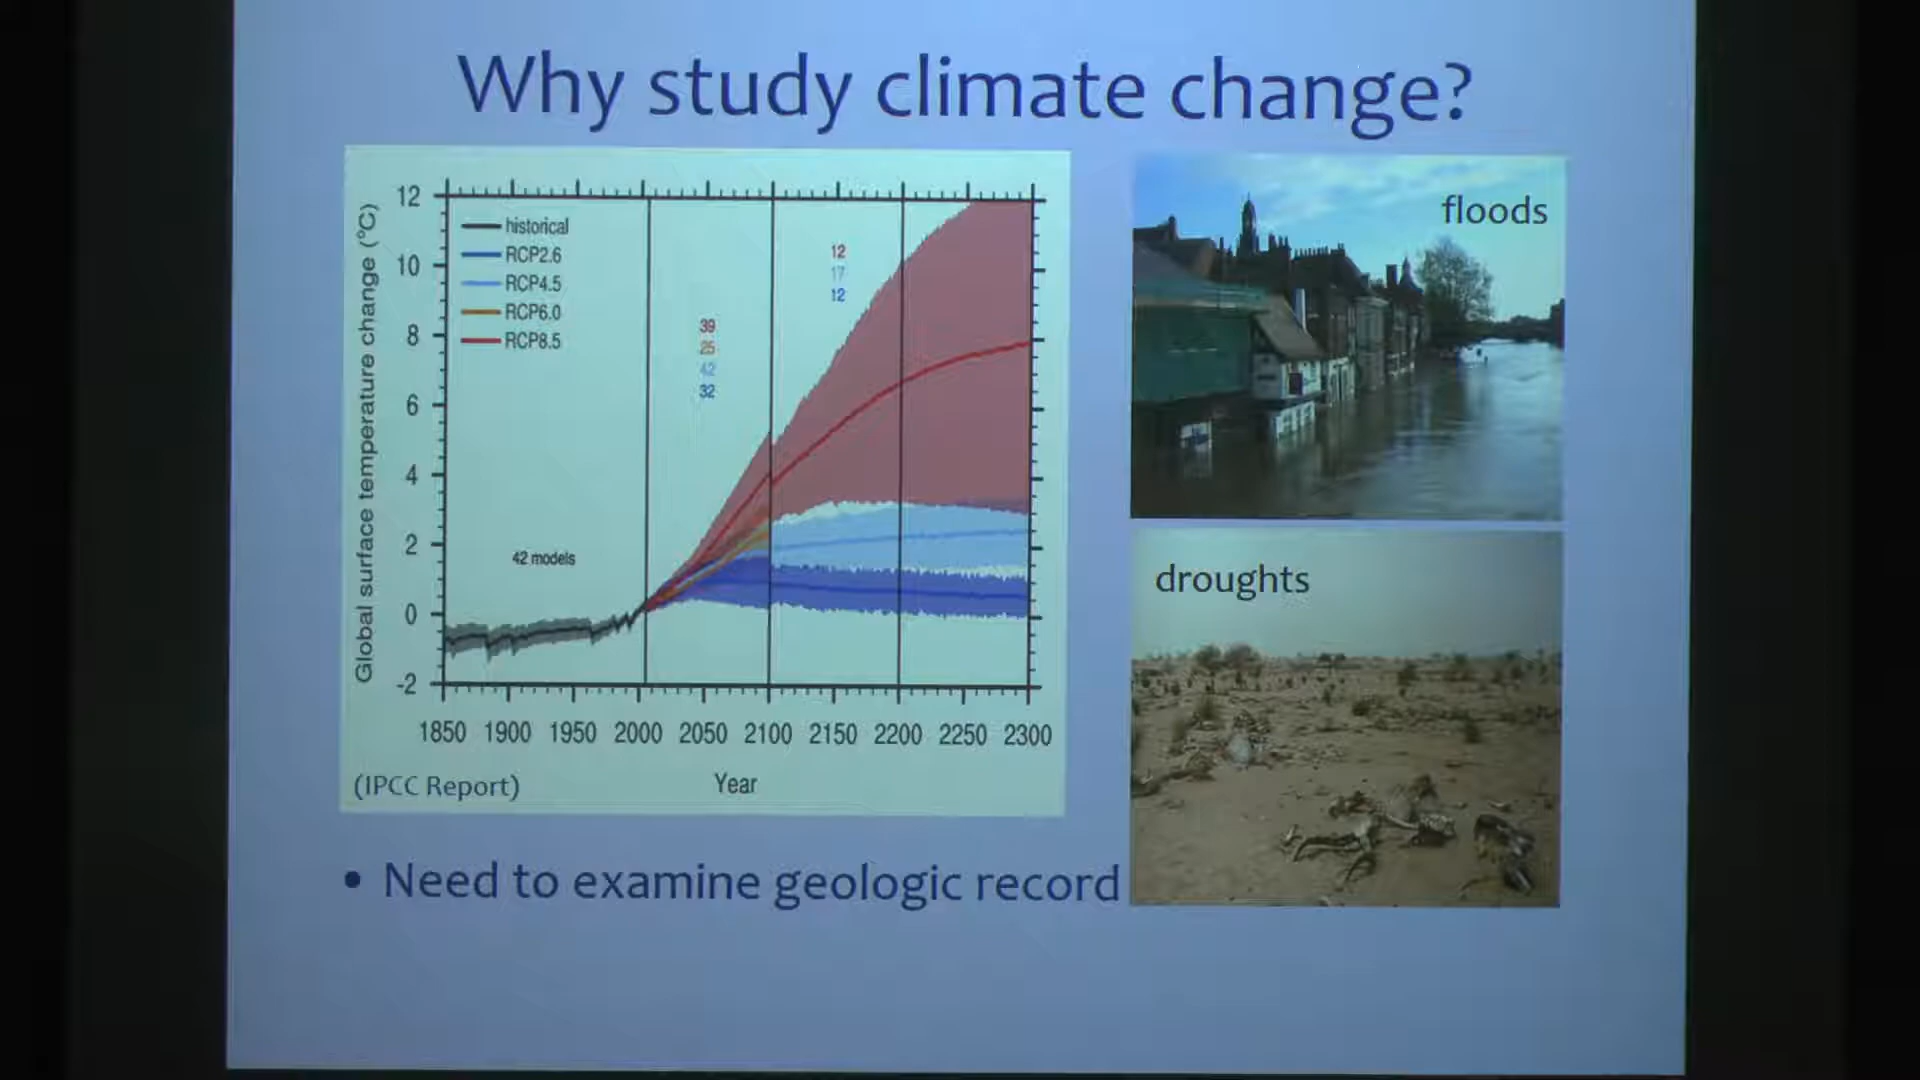 Why study climate change?
Global surface temperature change (°C)
12
10
8
6
4
2
0
-2
historical
RCP2.6
RCP4.5
RCP6.0
RCP8.5
39
25
42
32
12
17
12
42 models
1850 1900 1950 2000 2050 2100 2150 2200 2250 2300
Year
(IPCC Report)
floods
droughts
• Need to examine geologic record